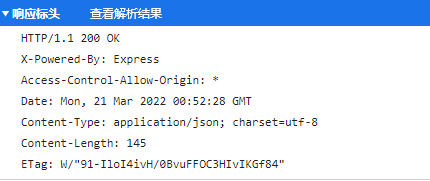 响应标头 查看解析结果
HTTP/1.1 200 OK
X-Powered-By: Express
Access-Control-Allow-Origin: *
Date: Mon, 21 Mar 2022 00:52:28 GMT
Content-Type: application/json; charset=utf-8
Content-Length: 145
ETag: W/"91-IloI4ivH/0BvuFFOC3HIvIKGf84"